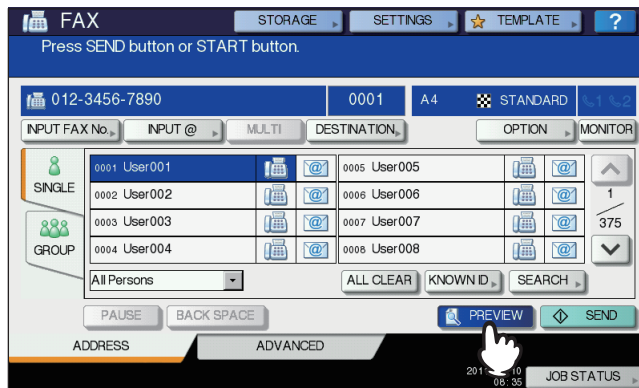 FAX STORAGE SETTINGS TEMPLATE ?
Press SEND button or START button.
012-3456-7890 0001 A4 STANDARD 1 2
INPUT FAX No. INPUT @ MULTI DESTINATION OPTION MONITOR
SINGLE
GROUP
0001 User001 @ 0005 User005 @
0002 User002 @ 0006 User006 @
0003 User003 @ 0007 User007 @
0004 User004 @ 0008 User008 @
1
375
All Persons ALL CLEAR KNOWN ID SEARCH
PAUSE BACK SPACE PREVIEW SEND
ADDRESS ADVANCED
10
08:35 JOB STATUS